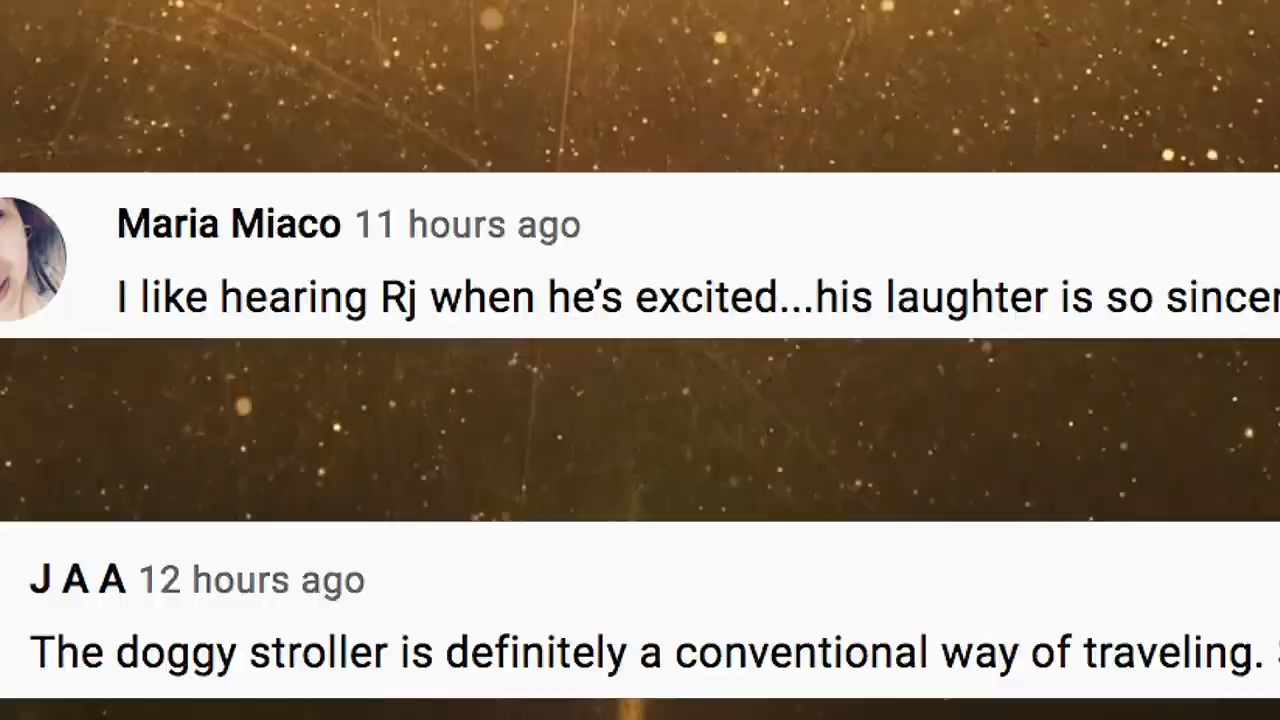 Maria Miaco 11 hours ago
I like hearing Rj when he’s excited...his laughter is so
J A A 12 hours ago
The doggy stroller is definitely a conventional way of traveling.